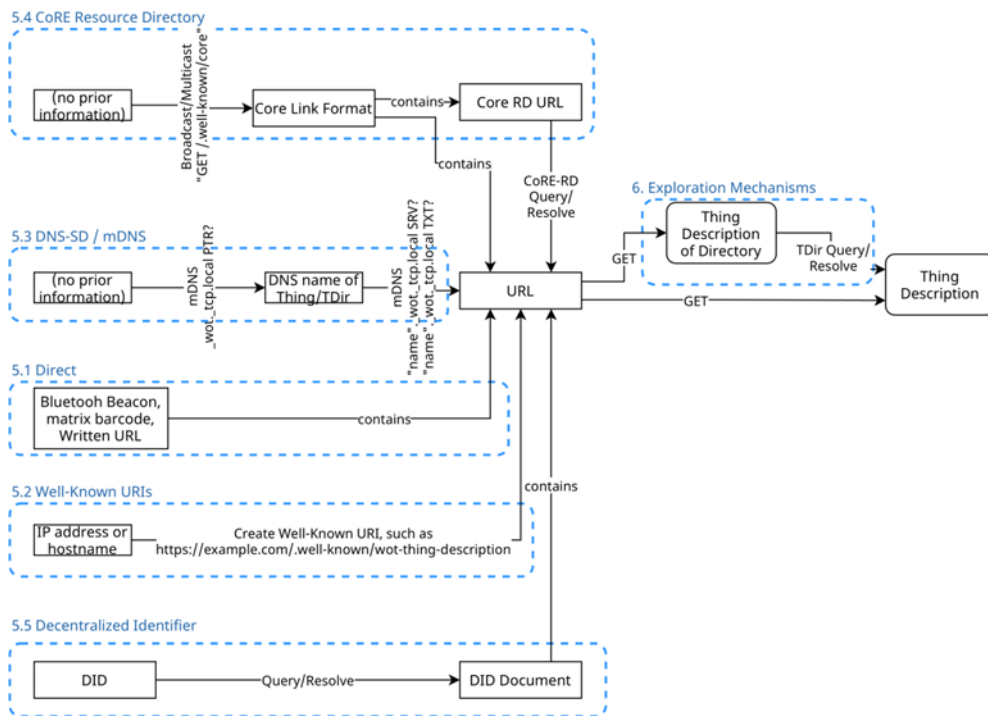 5.4 CoRE Resource Directory
(no prior
information)
Broadcast/Multicast
"GET /.well-known/core"
Core Link Format
contains
Core RD URL
contains
CoRE-RD
Query/
Resolve
5.3 DNS-SD / mDNS
(no prior
information)
mDNS
_wot._tcp.local PTR?
DNS name of
Thing/TDir
mDNS
"name"._wot._tcp.local SRV?
"name"._wot._tcp.local TXT?
URL
6. Exploration Mechanisms
GET
Thing
Description
of Directory
TDir Query/
Resolve
GET
Thing
Description
5.1 Direct
Bluetooh Beacon,
matrix barcode,
Written URL
contains
5.2 Well-Known URIs
IP address or
hostname
Create Well-Known URI, such as
https://example.com/.well-known/wot-thing-description
contains
5.5 Decentralized Identifier
DID
Query/Resolve
DID Document